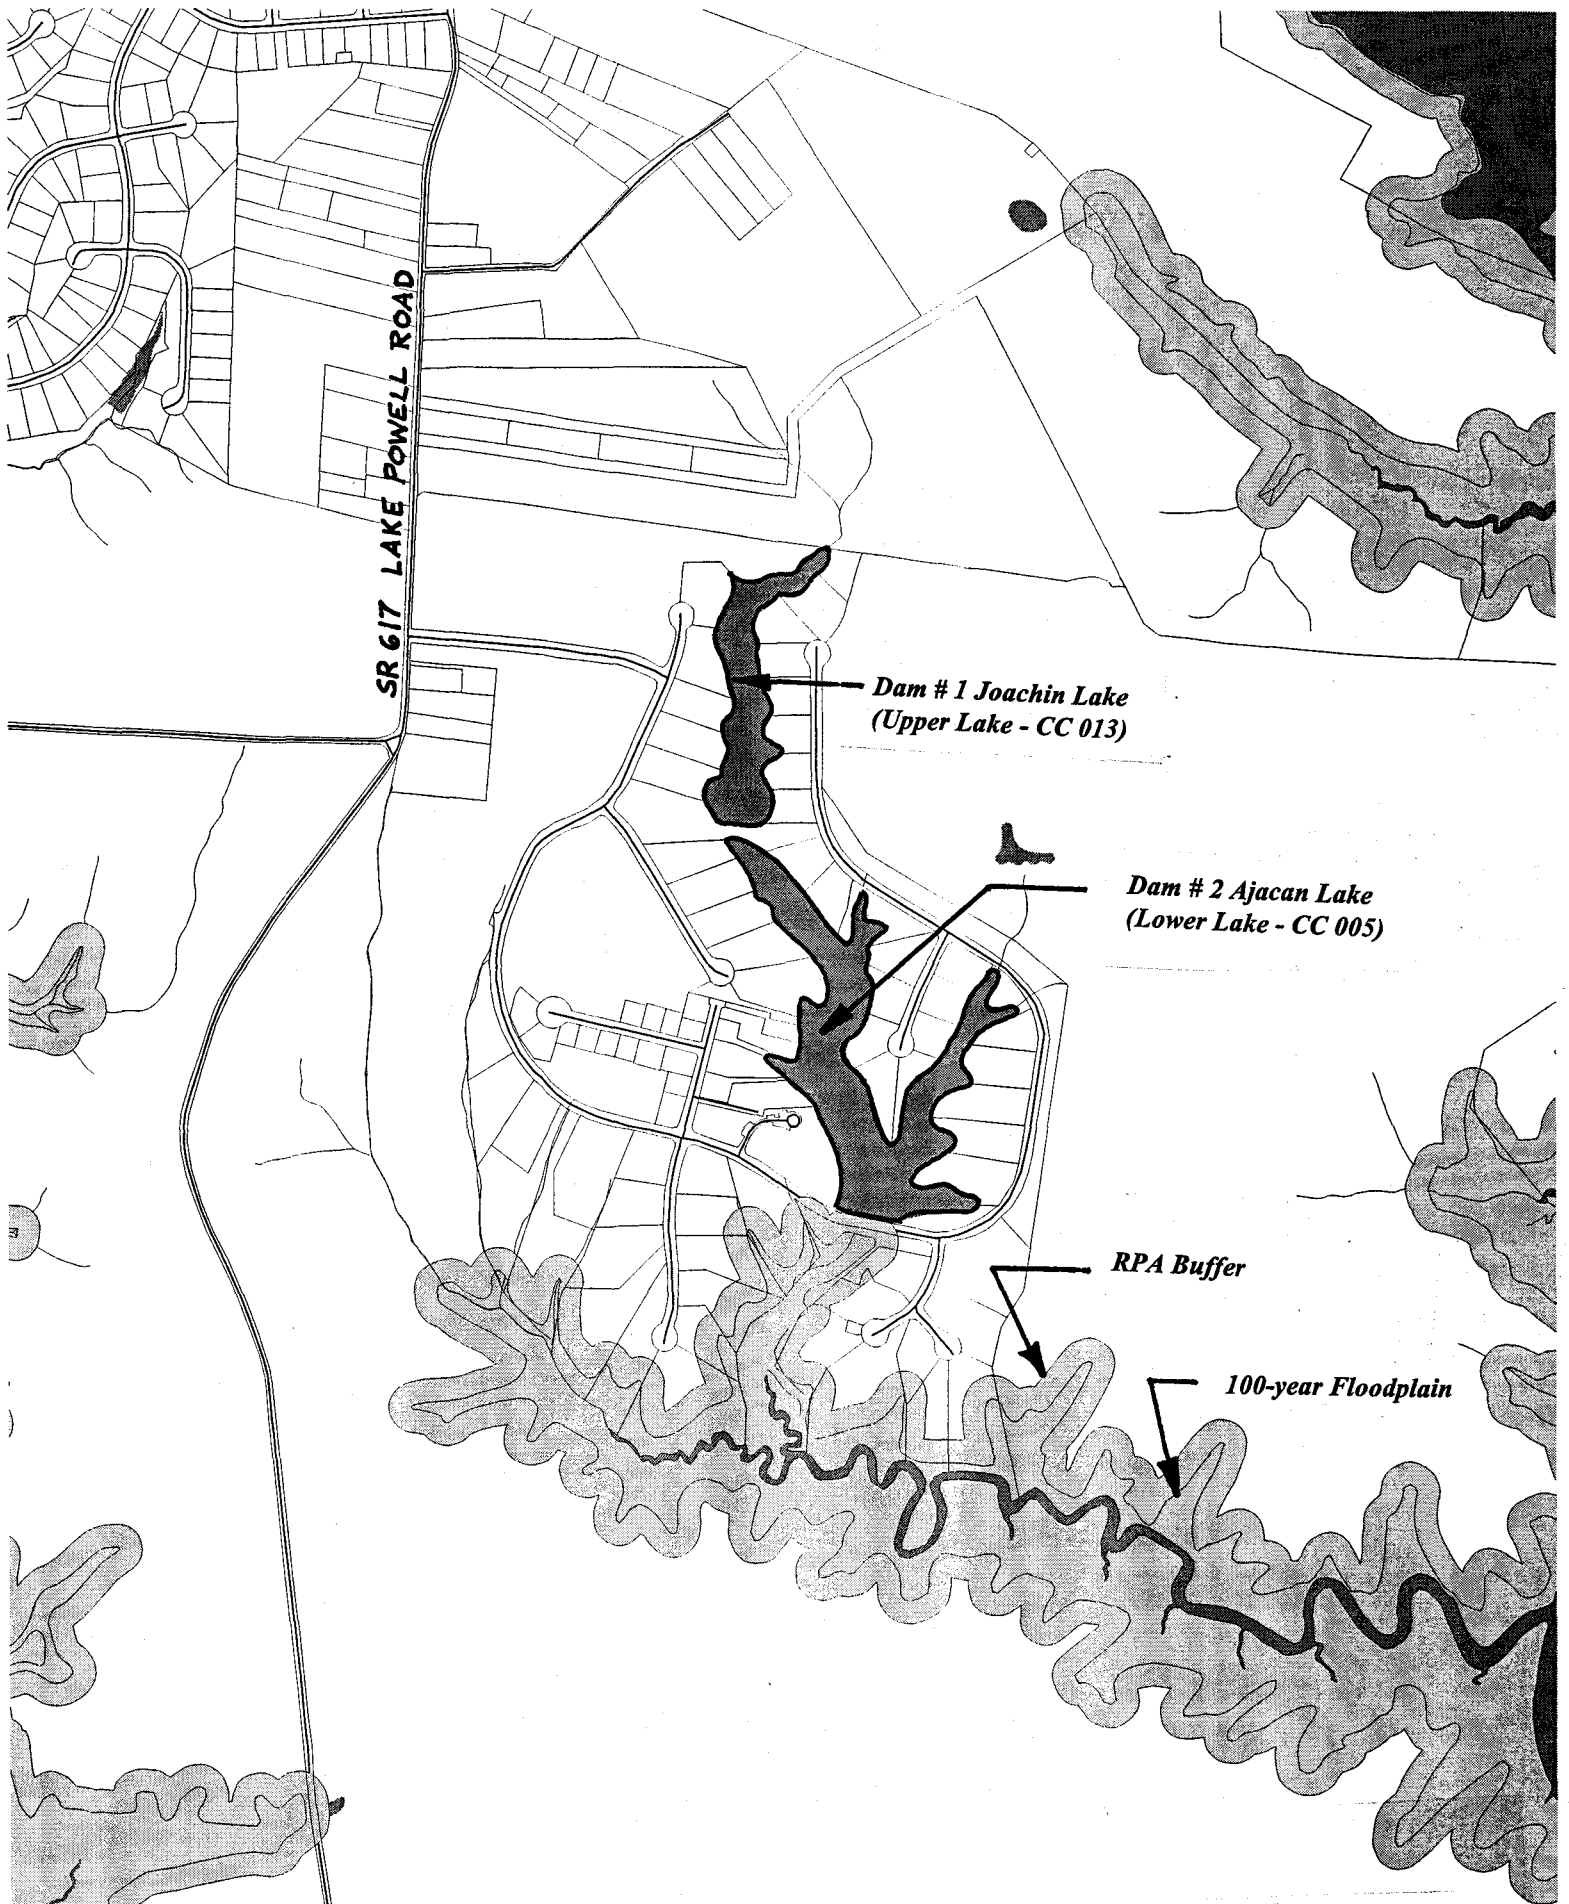 SR 617 LAKE POWELL ROAD
Dam # 1 Joachin Lake
(Upper Lake - CC 013)
Dam # 2 Ajacan Lake
(Lower Lake - CC 005)
RPA Buffer
100-year Floodplain